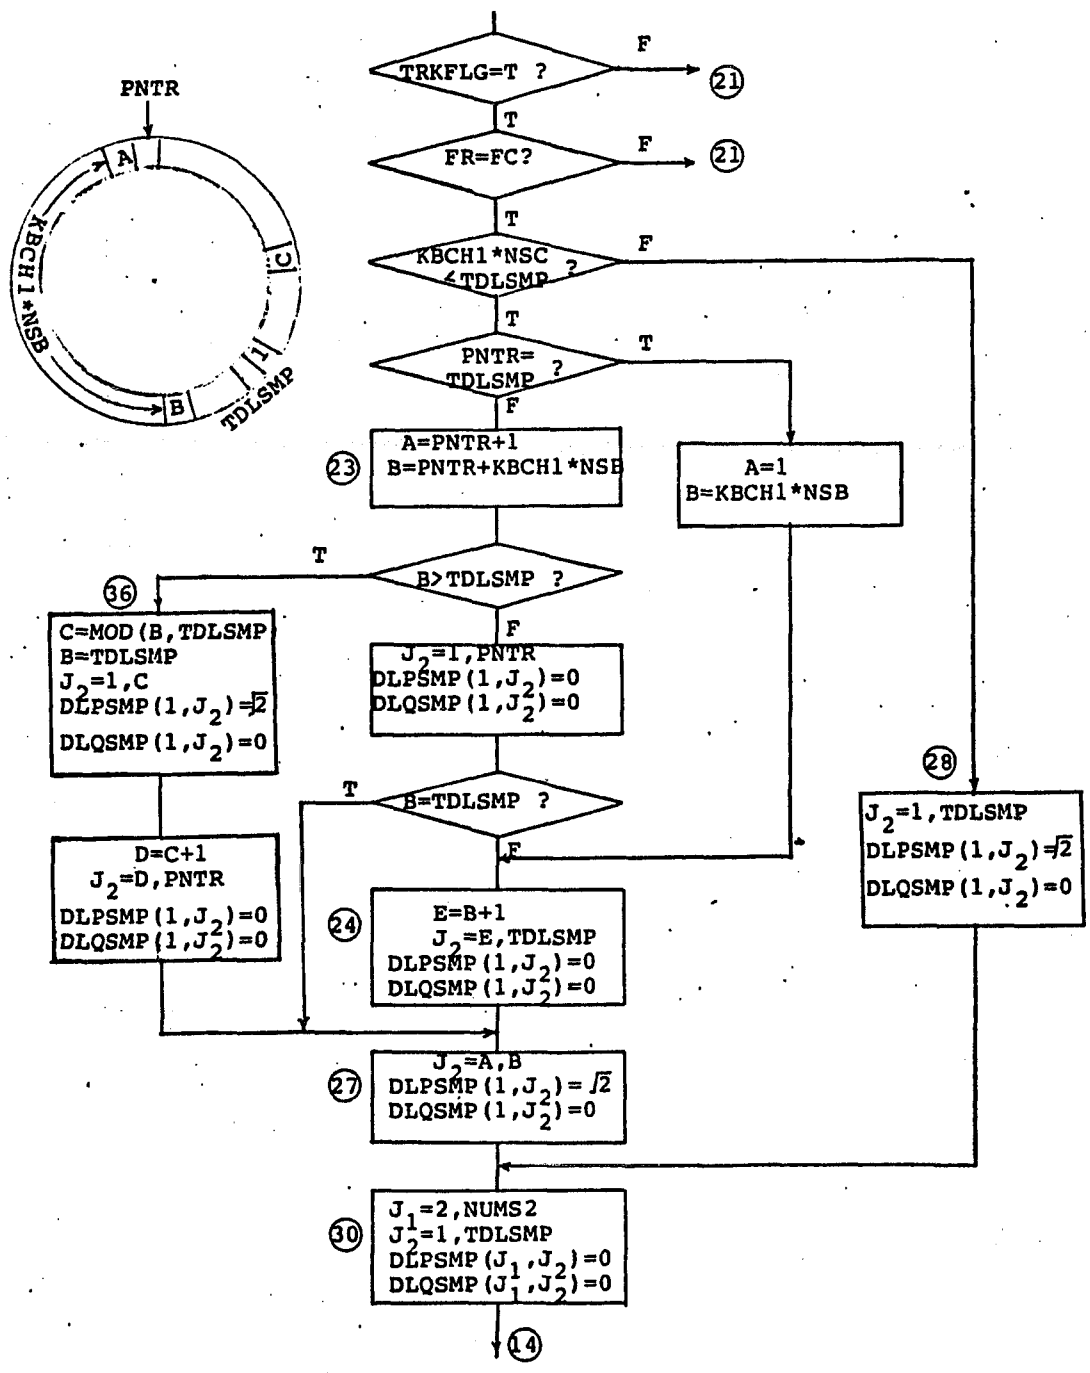 F
TRKFLG=T ?
21
T
FR=FC?
F
21
T
KBCH1*NSC
<TDLSMP ?
F
T
PNTR=
TDLSMP ?
T
F
PNTR
A
C
1
B
KBCH1*NSB
TDLSMP
23
A=PNTR+1
B=PNTR+KBCH1*NSB
A=1
B=KBCH1*NSB
B>TDLSMP ?
T
F
36
C=MOD(B,TDLSMP
B=TDLSMP
J2=1,C
DLPSMP(1,J2)=√2
DLQSMP(1,J2)=0
J2=1,PNTR
DLPSMP(1,J2)=0
DLQSMP(1,J2)=0
B=TDLSMP ?
T
F
28
J2=1,TDLSMP
DLPSMP(1,J2)=√2
DLQSMP(1,J2)=0
D=C+1
J2=D,PNTR
DLPSMP(1,J2)=0
DLQSMP(1,J2)=0
24
E=B+1
J2=E,TDLSMP
DLPSMP(1,J2)=0
DLQSMP(1,J2)=0
27
J2=A,B
DLPSMP(1,J2)=√2
DLQSMP(1,J2)=0
30
J1=2,NUMS2
J2=1,TDLSMP
DLPSMP(J1,J2)=0
DLQSMP(J1,J2)=0
14